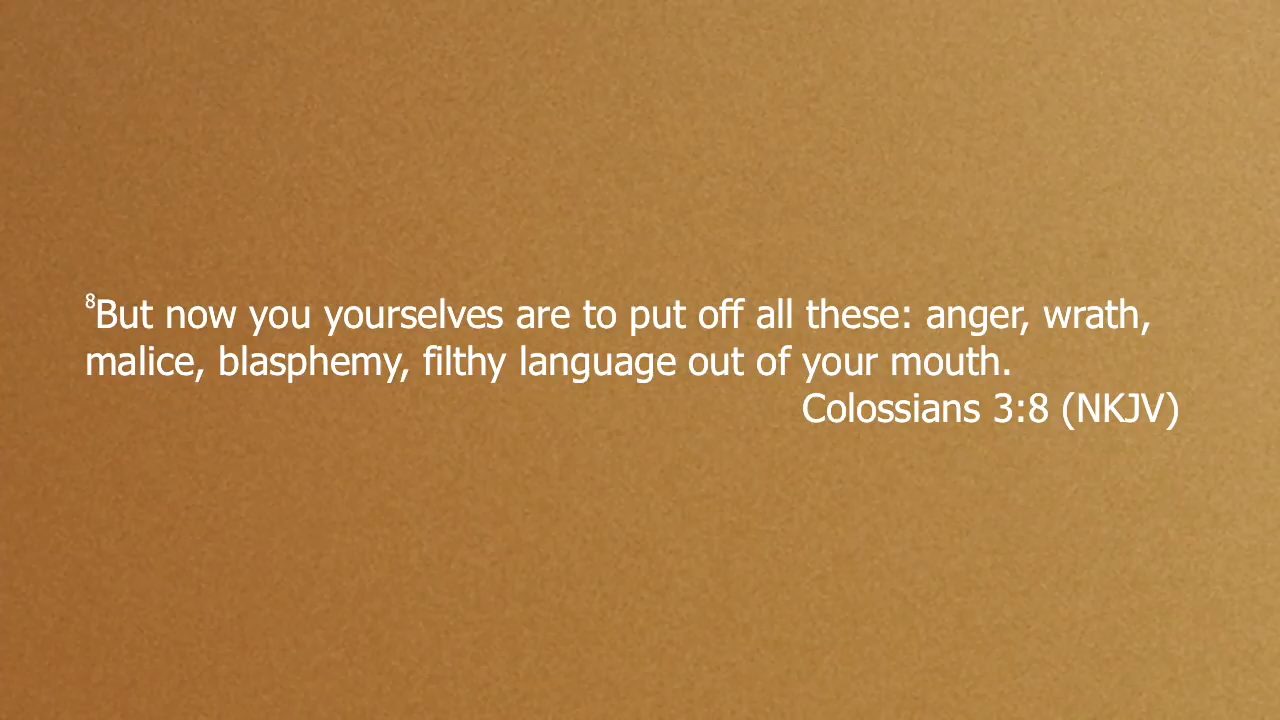 ⁸But now you yourselves are to put off all these: anger, wrath,
malice, blasphemy, filthy language out of your mouth.
Colossians 3:8 (NKJV)